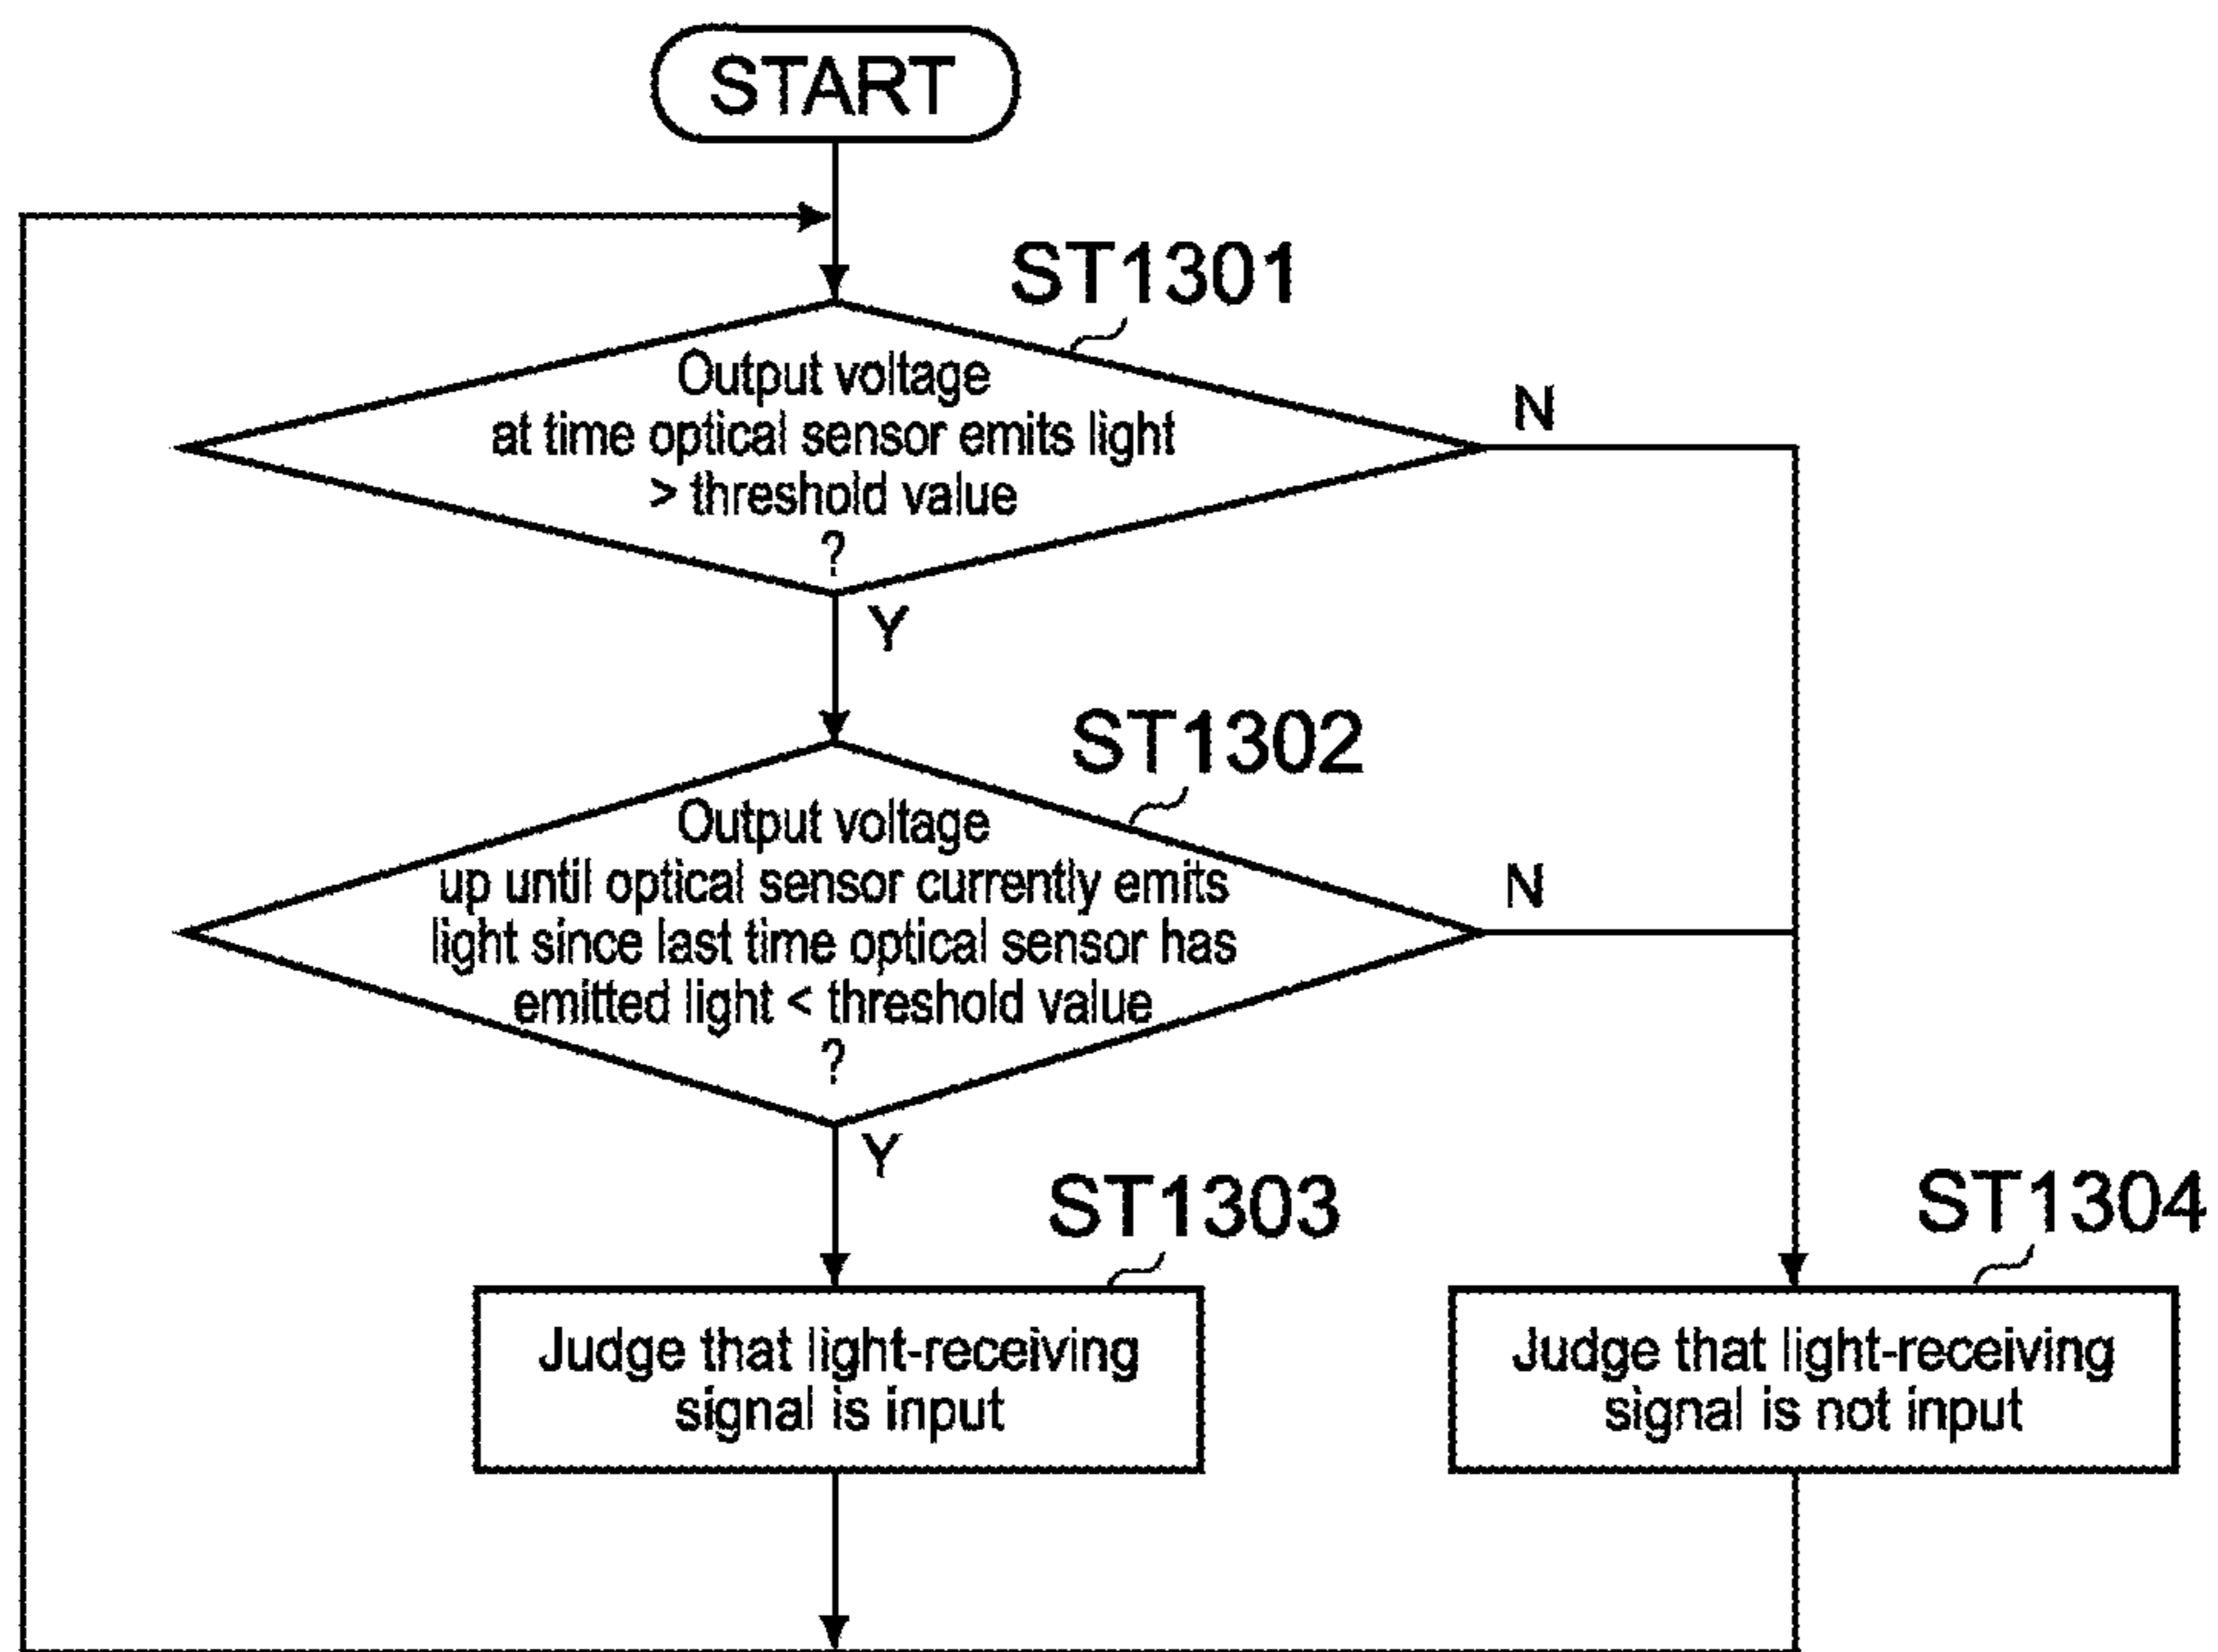 START
ST1301
Output voltage
at time optical sensor emits light
> threshold value
?
N
Y
ST1302
Output voltage
up until optical sensor currently emits
light since last time optical sensor has
emitted light < threshold value
?
N
Y
ST1303
ST1304
Judge that light-receiving
signal is input
Judge that light-receiving
signal is not input